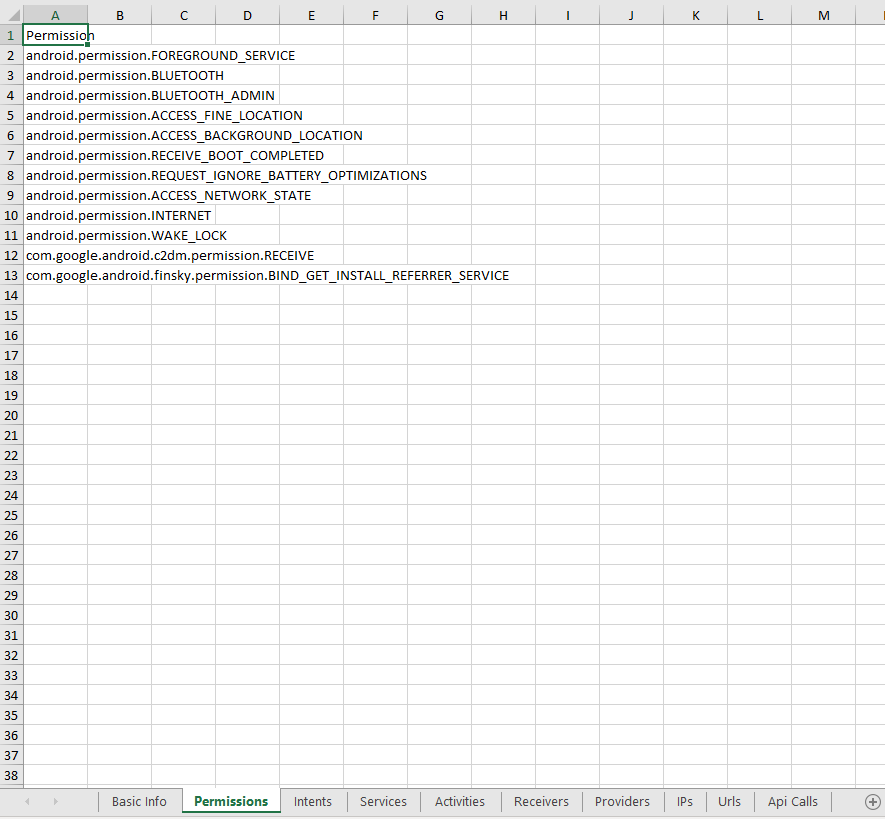 A B C D E F G H I J K L M
1 Permission
2 android.permission.FOREGROUND_SERVICE
3 android.permission.BLUETOOTH
4 android.permission.BLUETOOTH_ADMIN
5 android.permission.ACCESS_FINE_LOCATION
6 android.permission.ACCESS_BACKGROUND_LOCATION
7 android.permission.RECEIVE_BOOT_COMPLETED
8 android.permission.REQUEST_IGNORE_BATTERY_OPTIMIZATIONS
9 android.permission.ACCESS_NETWORK_STATE
10 android.permission.INTERNET
11 android.permission.WAKE_LOCK
12 com.google.android.c2dm.permission.RECEIVE
13 com.google.android.finsky.permission.BIND_GET_INSTALL_REFERRER_SERVICE
14
15
16
17
18
19
20
21
22
23
24
25
26
27
28
29
30
31
32
33
34
35
36
37
38
Basic Info Permissions Intents Services Activities Receivers Providers IPs Urls Api Calls